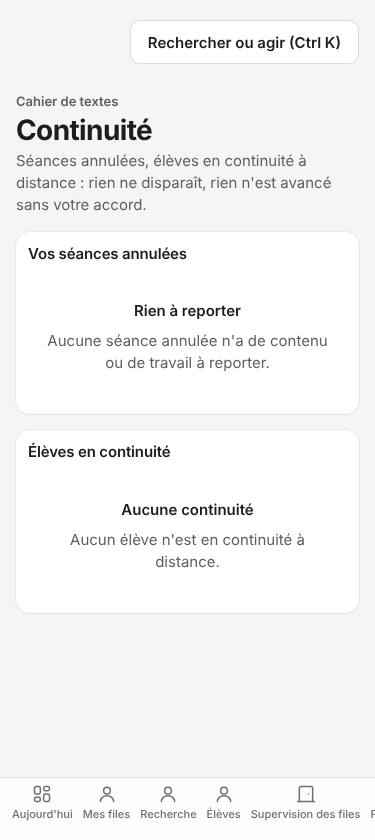 Rechercher ou agir (Ctrl K)
Cahier de textes
Continuité
Séances annulées, élèves en continuité à
distance : rien ne disparaît, rien n'est avancé
sans votre accord.
Vos séances annulées
Rien à reporter
Aucune séance annulée n'a de contenu
ou de travail à reporter.
Élèves en continuité
Aucune continuité
Aucun élève n'est en continuité à
distance.
Aujourd'hui Mes files Recherche Élèves Supervision des files